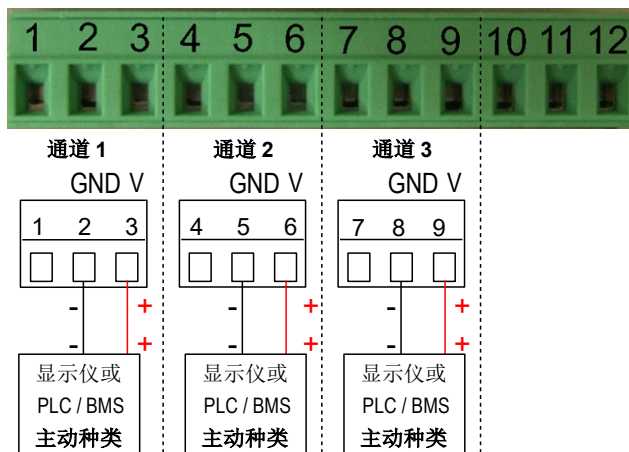 1 2 3 4 5 6 7 8 9 10 11 12
通道 1 通道 2 通道 3
GND V GND V GND V
1 2 3 4 5 6 7 8 9
- + - + - +
- + - + - +
显示仪或 显示仪或 显示仪或
PLC / BMS PLC / BMS PLC / BMS
主动种类 主动种类 主动种类